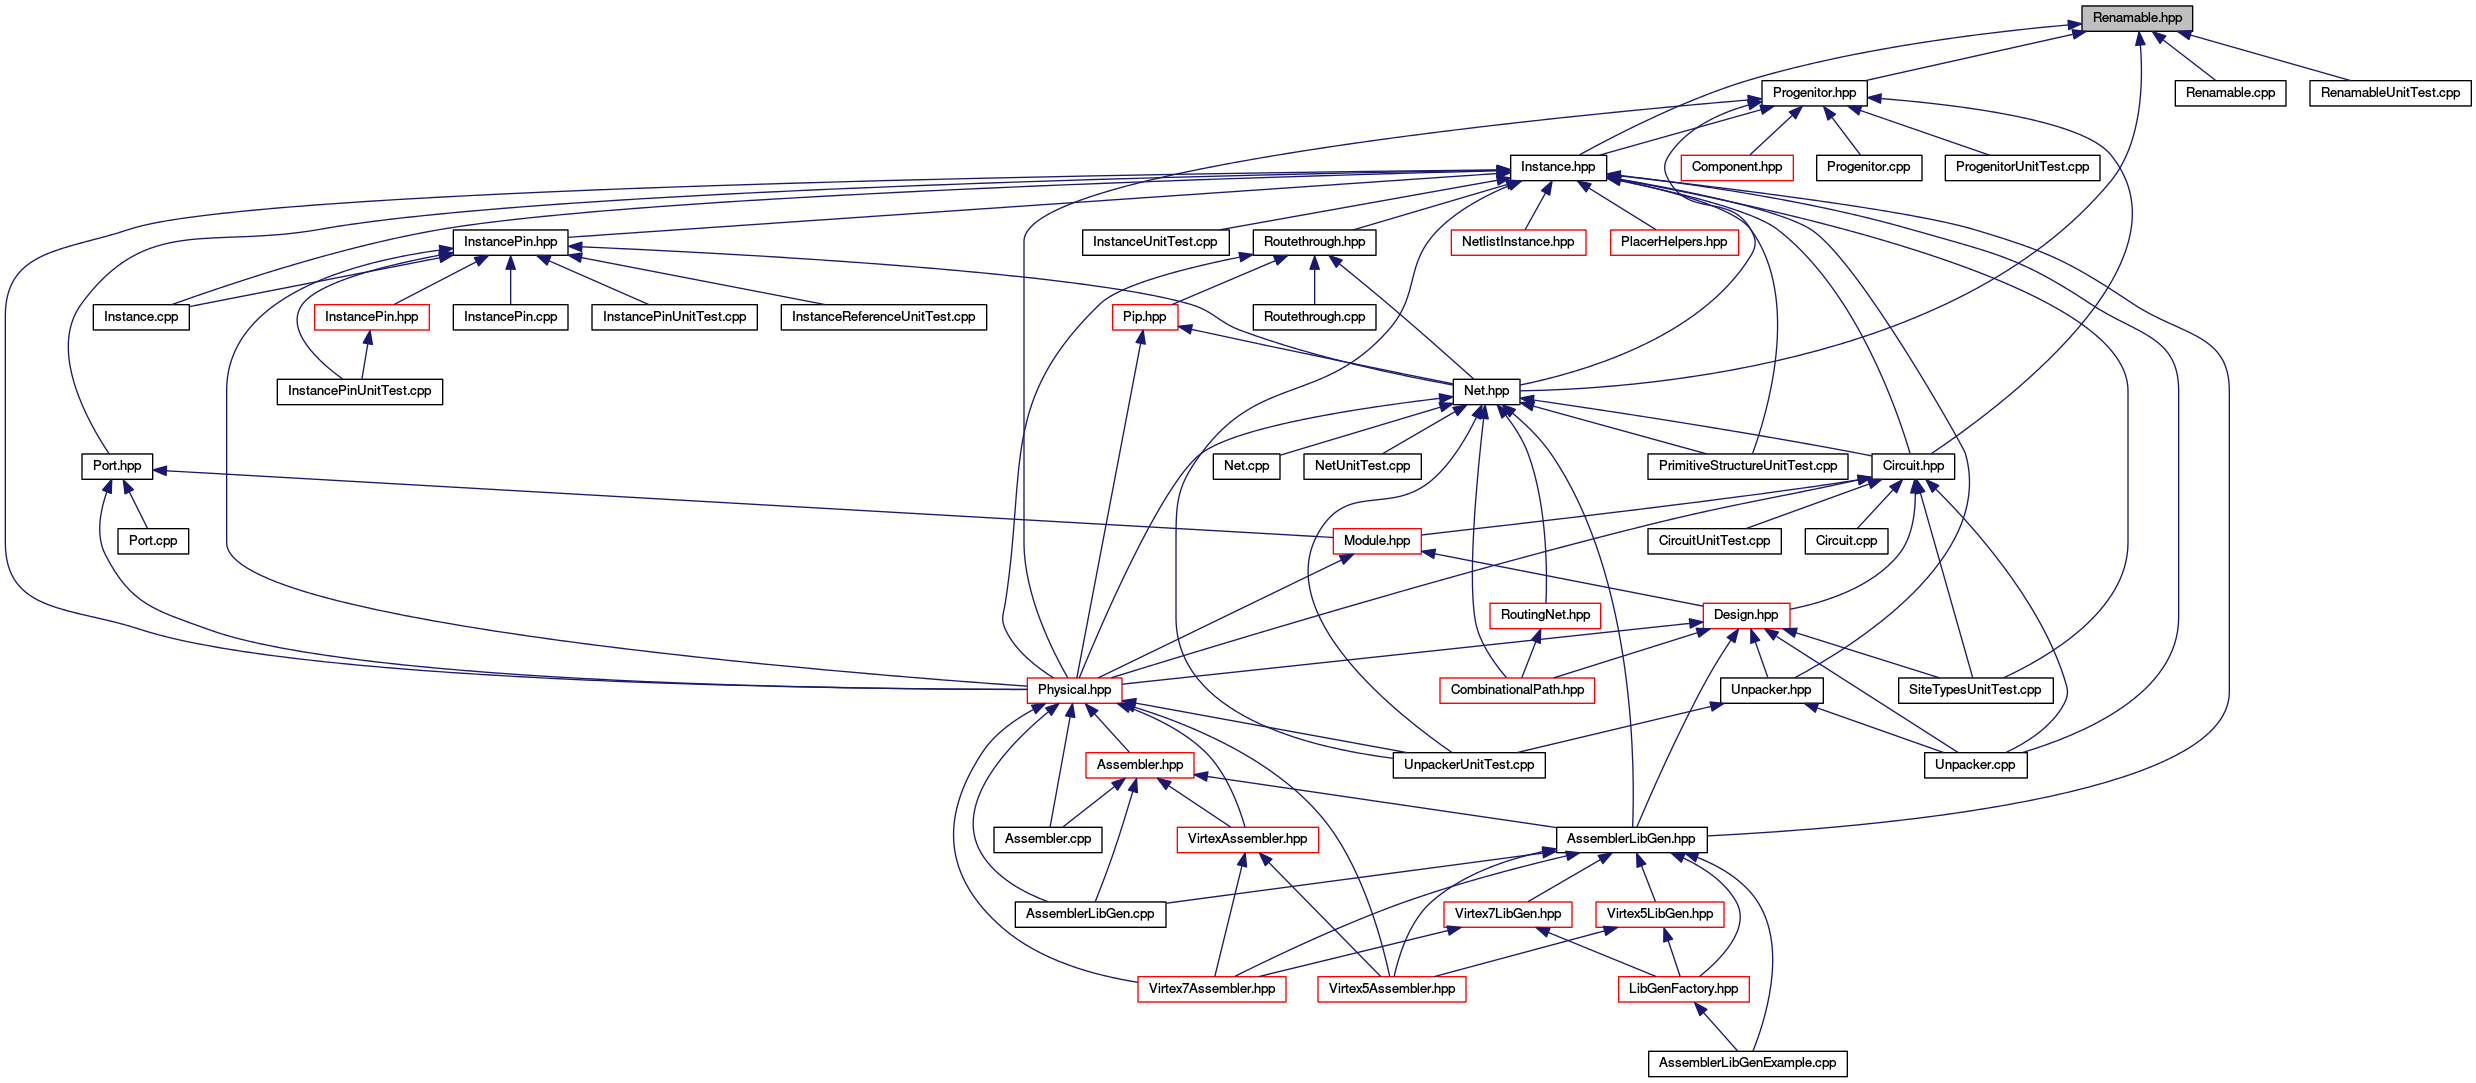 Renamable.hpp
Progenitor.hpp
Renamable.cpp
RenamableUnitTest.cpp
Instance.hpp
Component.hpp
Progenitor.cpp
ProgenitorUnitTest.cpp
InstancePin.hpp
InstanceUnitTest.cpp
Routethrough.hpp
NetlistInstance.hpp
PlacerHelpers.hpp
Instance.cpp
InstancePin.hpp
InstancePin.cpp
InstancePinUnitTest.cpp
InstanceReferenceUnitTest.cpp
Pip.hpp
Routethrough.cpp
InstancePinUnitTest.cpp
Net.hpp
Port.hpp
Net.cpp
NetUnitTest.cpp
PrimitiveStructureUnitTest.cpp
Circuit.hpp
Port.cpp
Module.hpp
CircuitUnitTest.cpp
Circuit.cpp
RoutingNet.hpp
Design.hpp
Physical.hpp
CombinationalPath.hpp
Unpacker.hpp
SiteTypesUnitTest.cpp
Assembler.hpp
UnpackerUnitTest.cpp
Unpacker.cpp
Assembler.cpp
VirtexAssembler.hpp
AssemblerLibGen.hpp
AssemblerLibGen.cpp
Virtex7LibGen.hpp
Virtex5LibGen.hpp
Virtex7Assembler.hpp
Virtex5Assembler.hpp
LibGenFactory.hpp
AssemblerLibGenExample.cpp